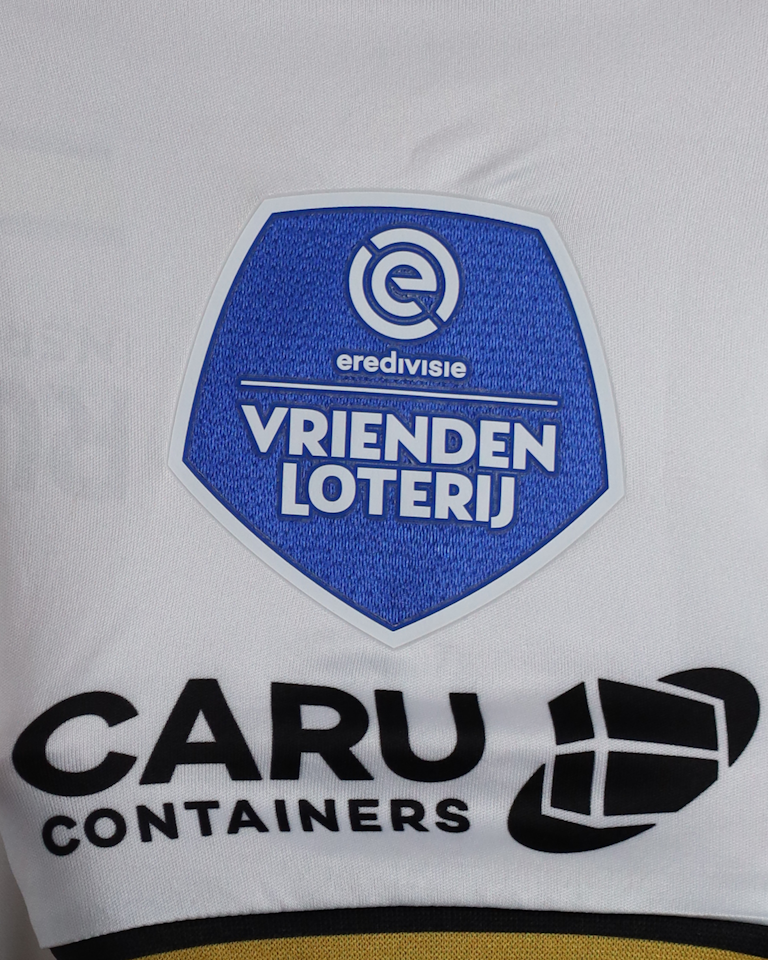 eredivisie
VRIENDEN
LOTERIJ
CARU
CONTAINERS